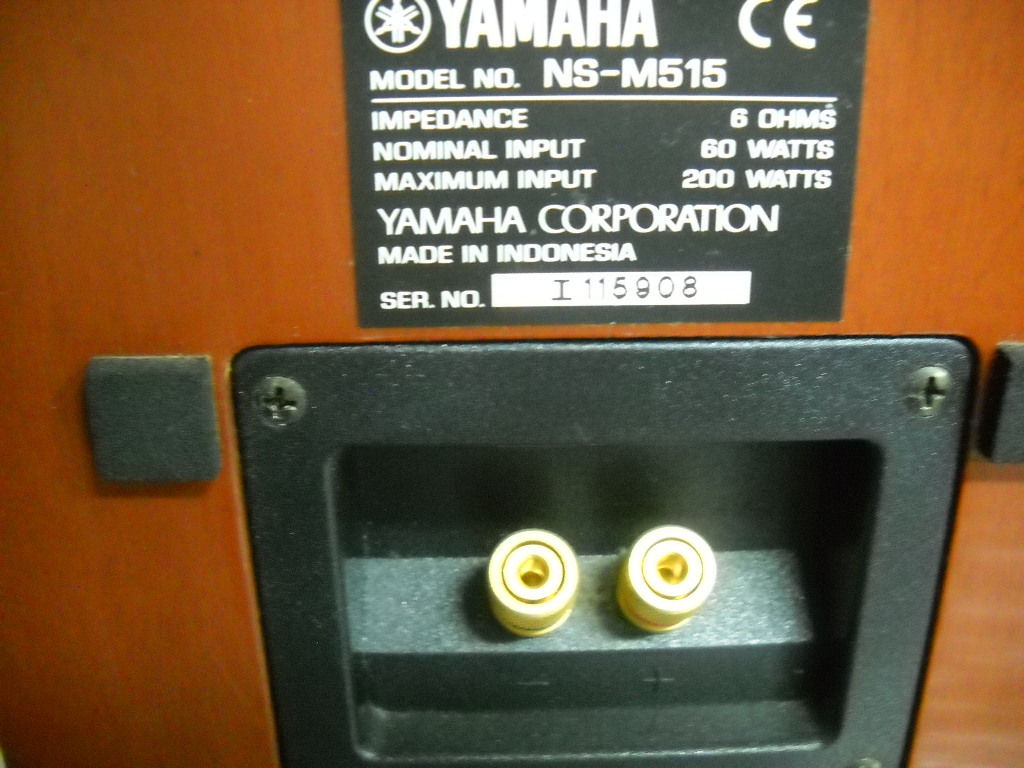 YAMAHA CE
MODEL NO. NS-M515
IMPEDANCE 6 OHMS
NOMINAL INPUT 60 WATTS
MAXIMUM INPUT 200 WATTS
YAMAHA CORPORATION
MADE IN INDONESIA
SER. NO. I115908
− +